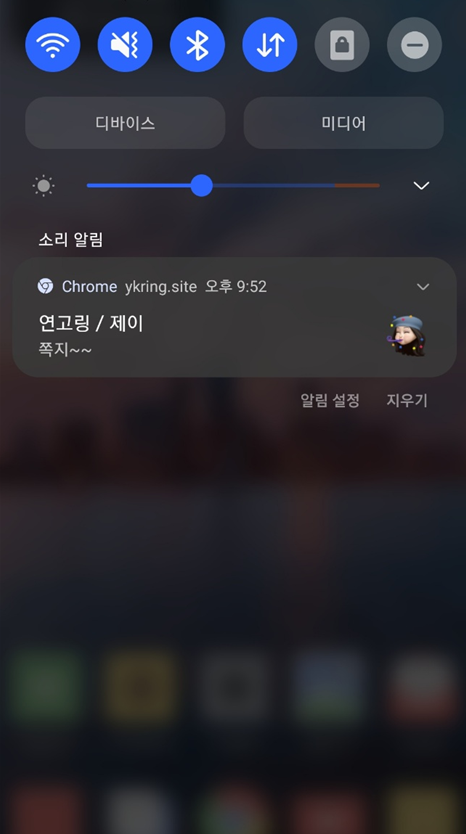 디바이스 미디어
소리 알림
Chrome ykring.site 오후 9:52
연고링 / 제이
쪽지~~
알림 설정 지우기